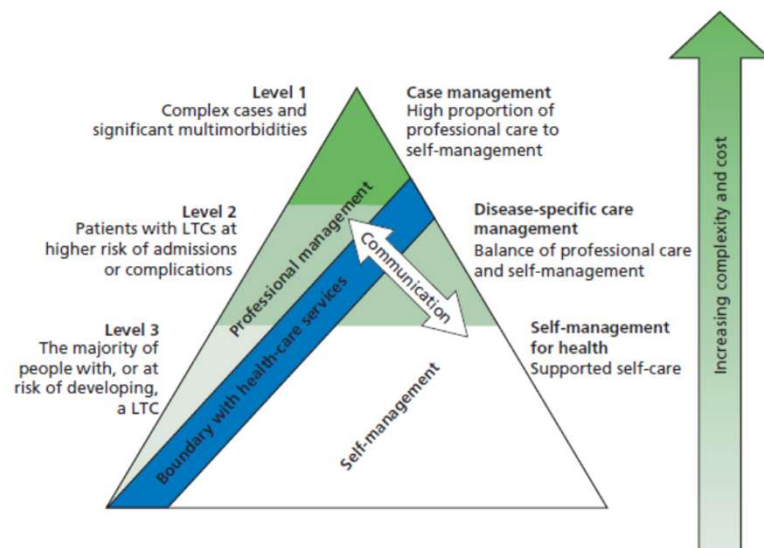 Level 1
Complex cases and
significant multimorbidities
Case management
High proportion of
professional care to
self-management
Level 2
Patients with LTCs at
higher risk of admissions
or complications
Disease-specific care
management
Balance of professional care
and self-management
Level 3
The majority of
people with, or at
risk of developing,
a LTC
Self-management
for health
Supported self-care
Professional management
Boundary with health-care services
Communication
Self-management
Increasing complexity and cost